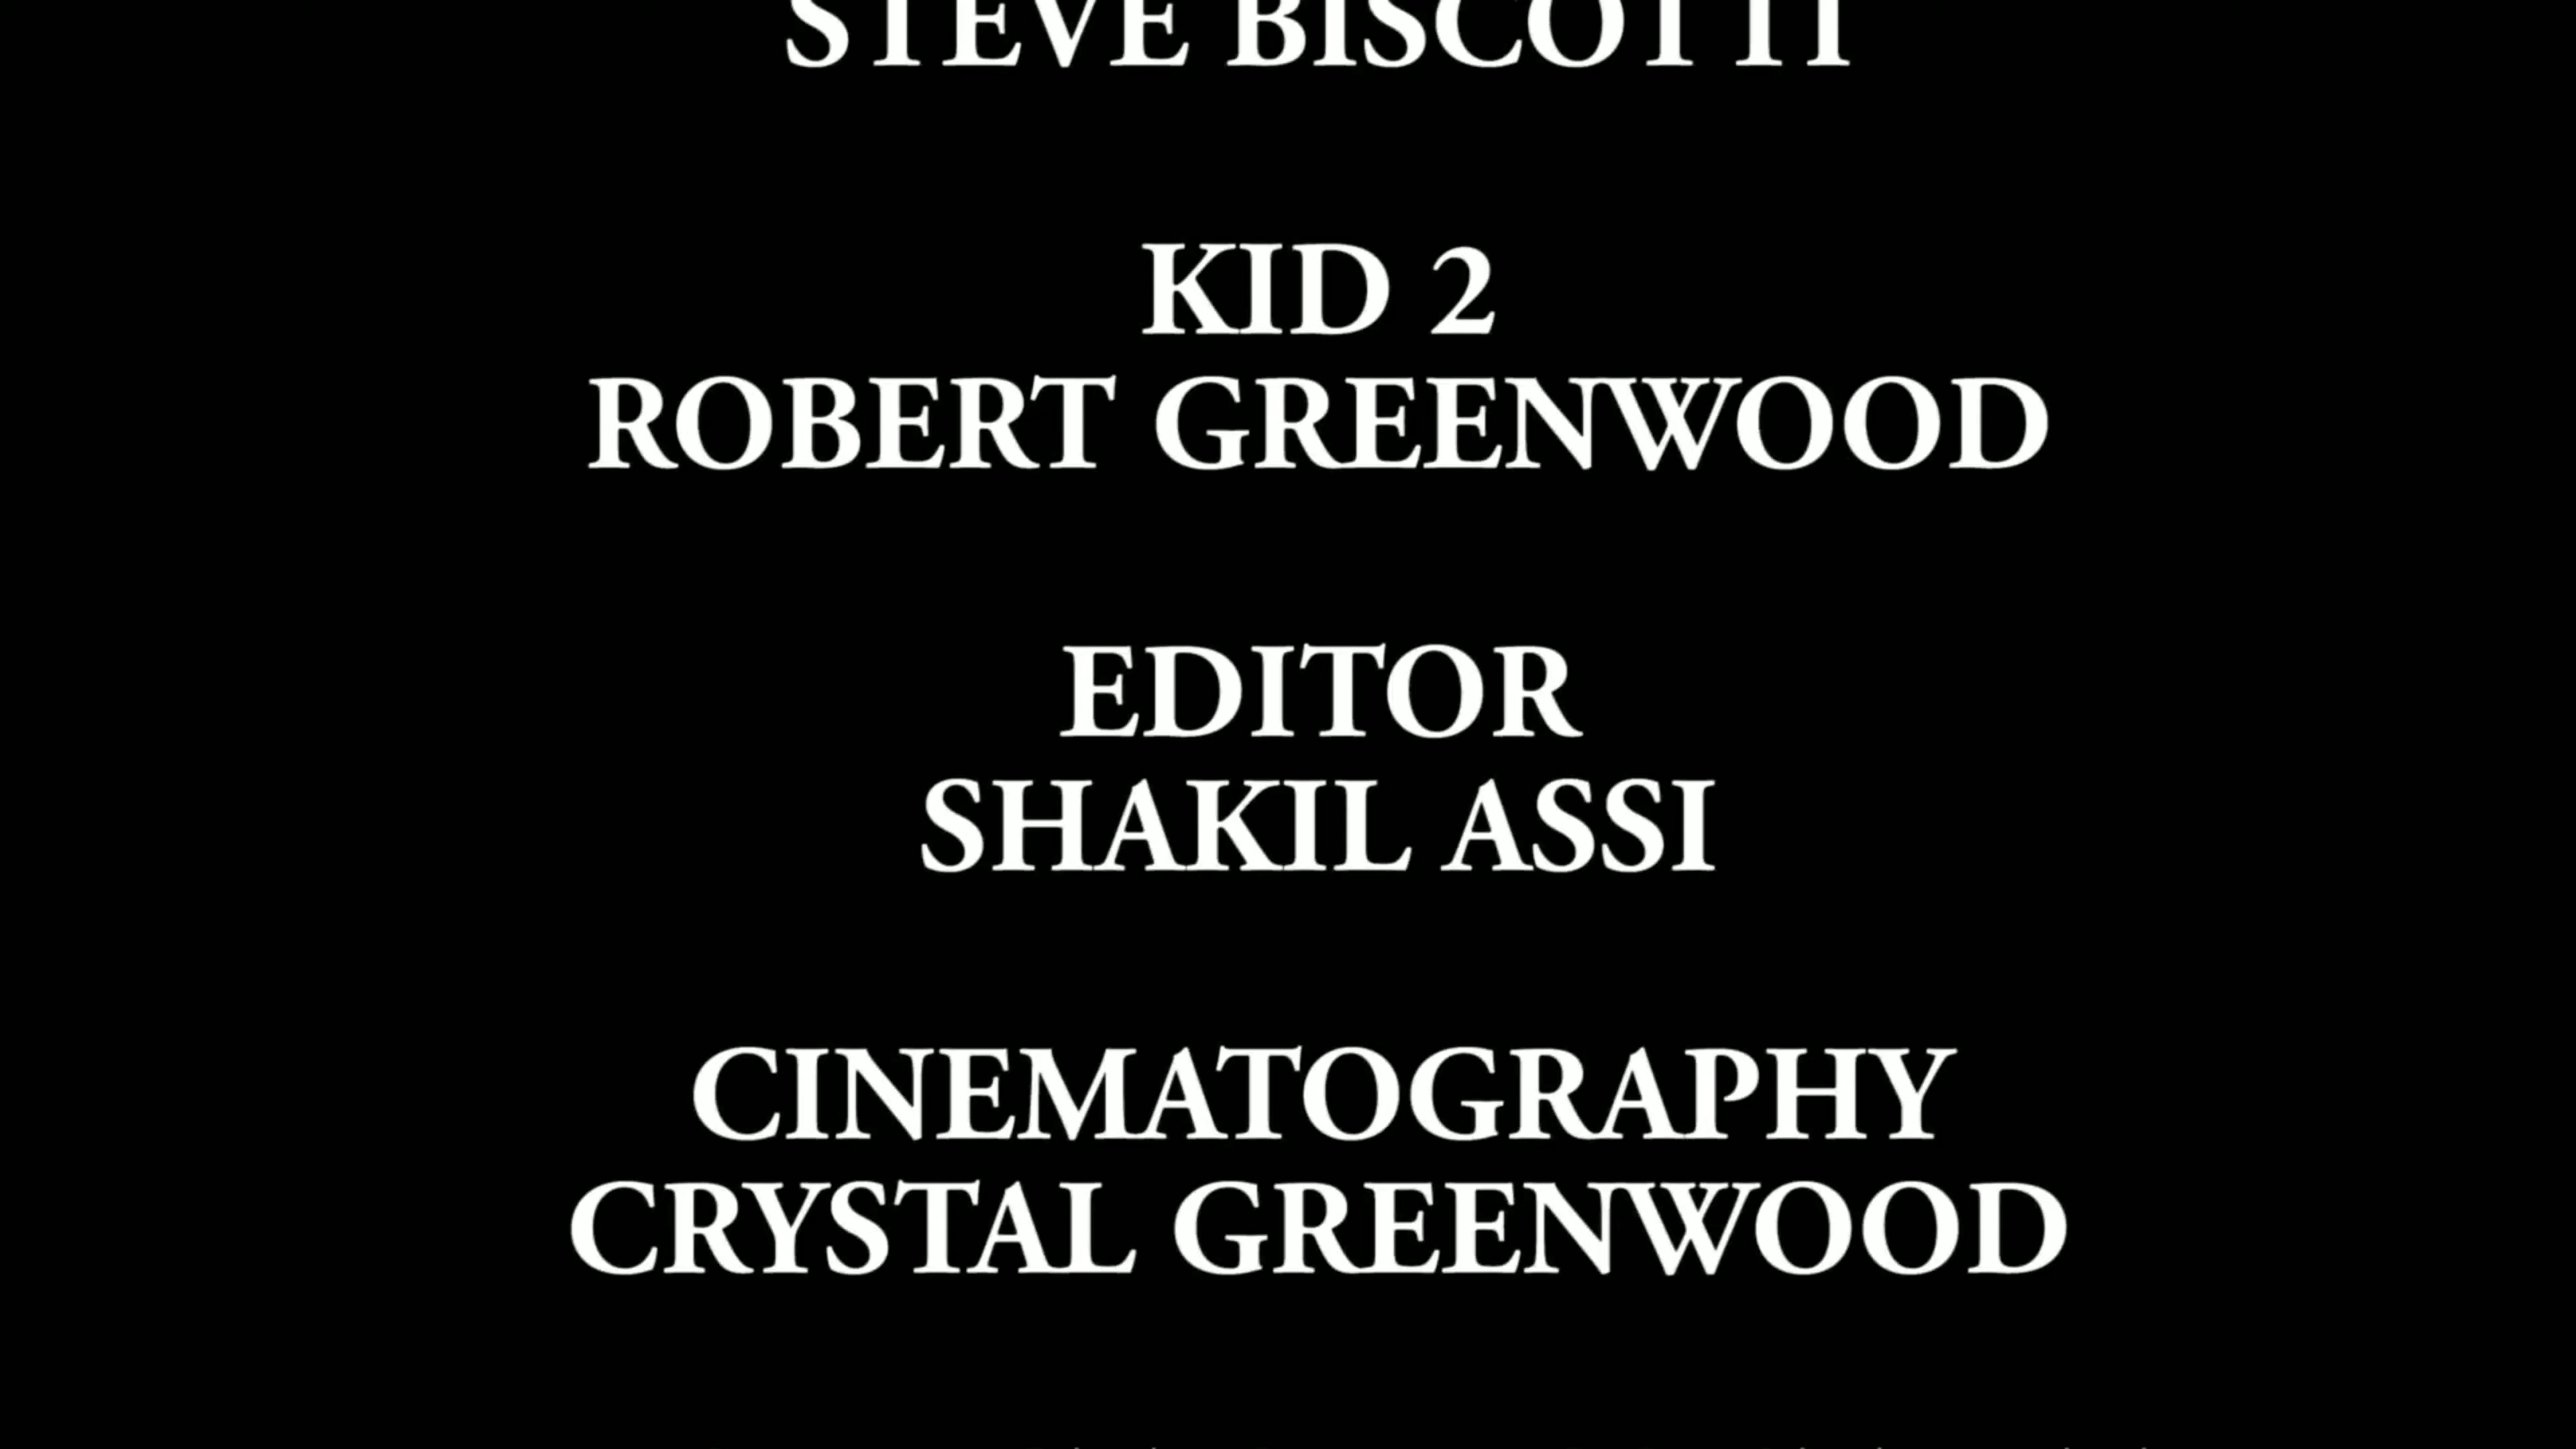 STEVE BISCOTTI
KID 2
ROBERT GREENWOOD
EDITOR
SHAKIL ASSI
CINEMATOGRAPHY
CRYSTAL GREENWOOD